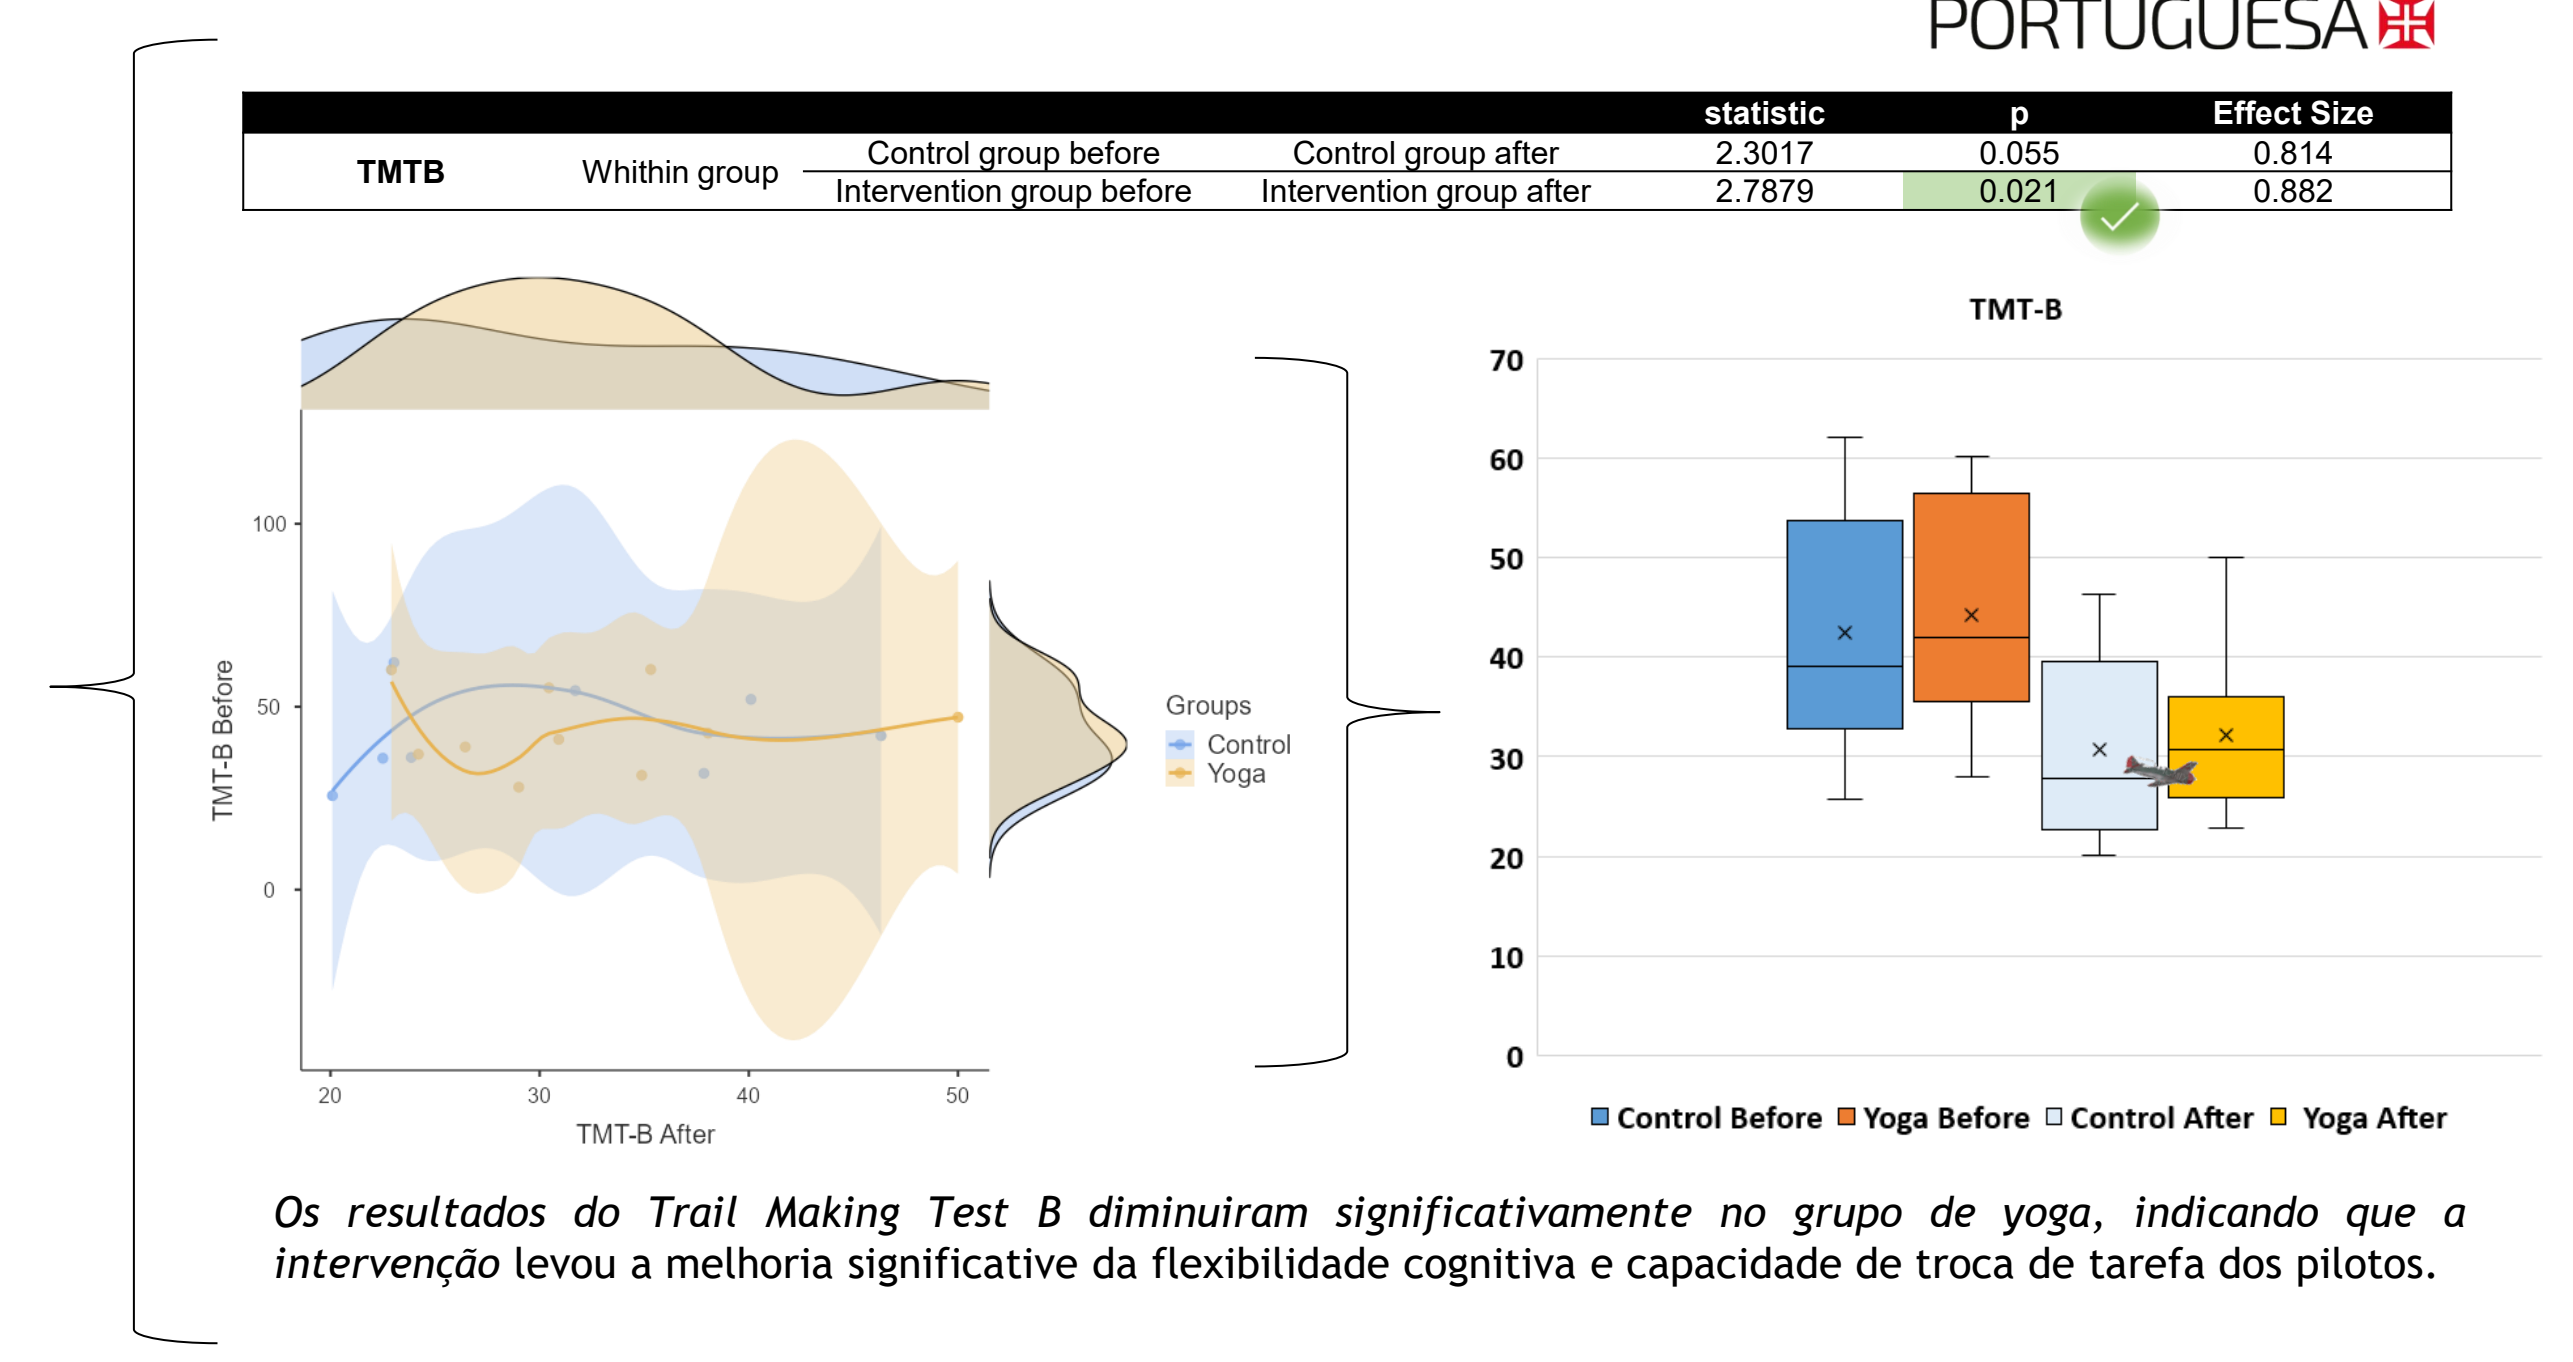 PORTUGUESA
statistic p Effect Size
TMTB Whithin group Control group before Control group after 2.3017 0.055 0.814
Intervention group before Intervention group after 2.7879 0.021 0.882
TMT-B
70
60
50
40
30
20
10
0
Control Before Yoga Before Control After Yoga After
100
50
0
TMT-B Before
20 30 40 50
TMT-B After
Groups
Control
Yoga
Os resultados do Trail Making Test B diminuiram significativamente no grupo de yoga, indicando que a
intervenção levou a melhoria significative da flexibilidade cognitiva e capacidade de troca de tarefa dos pilotos.